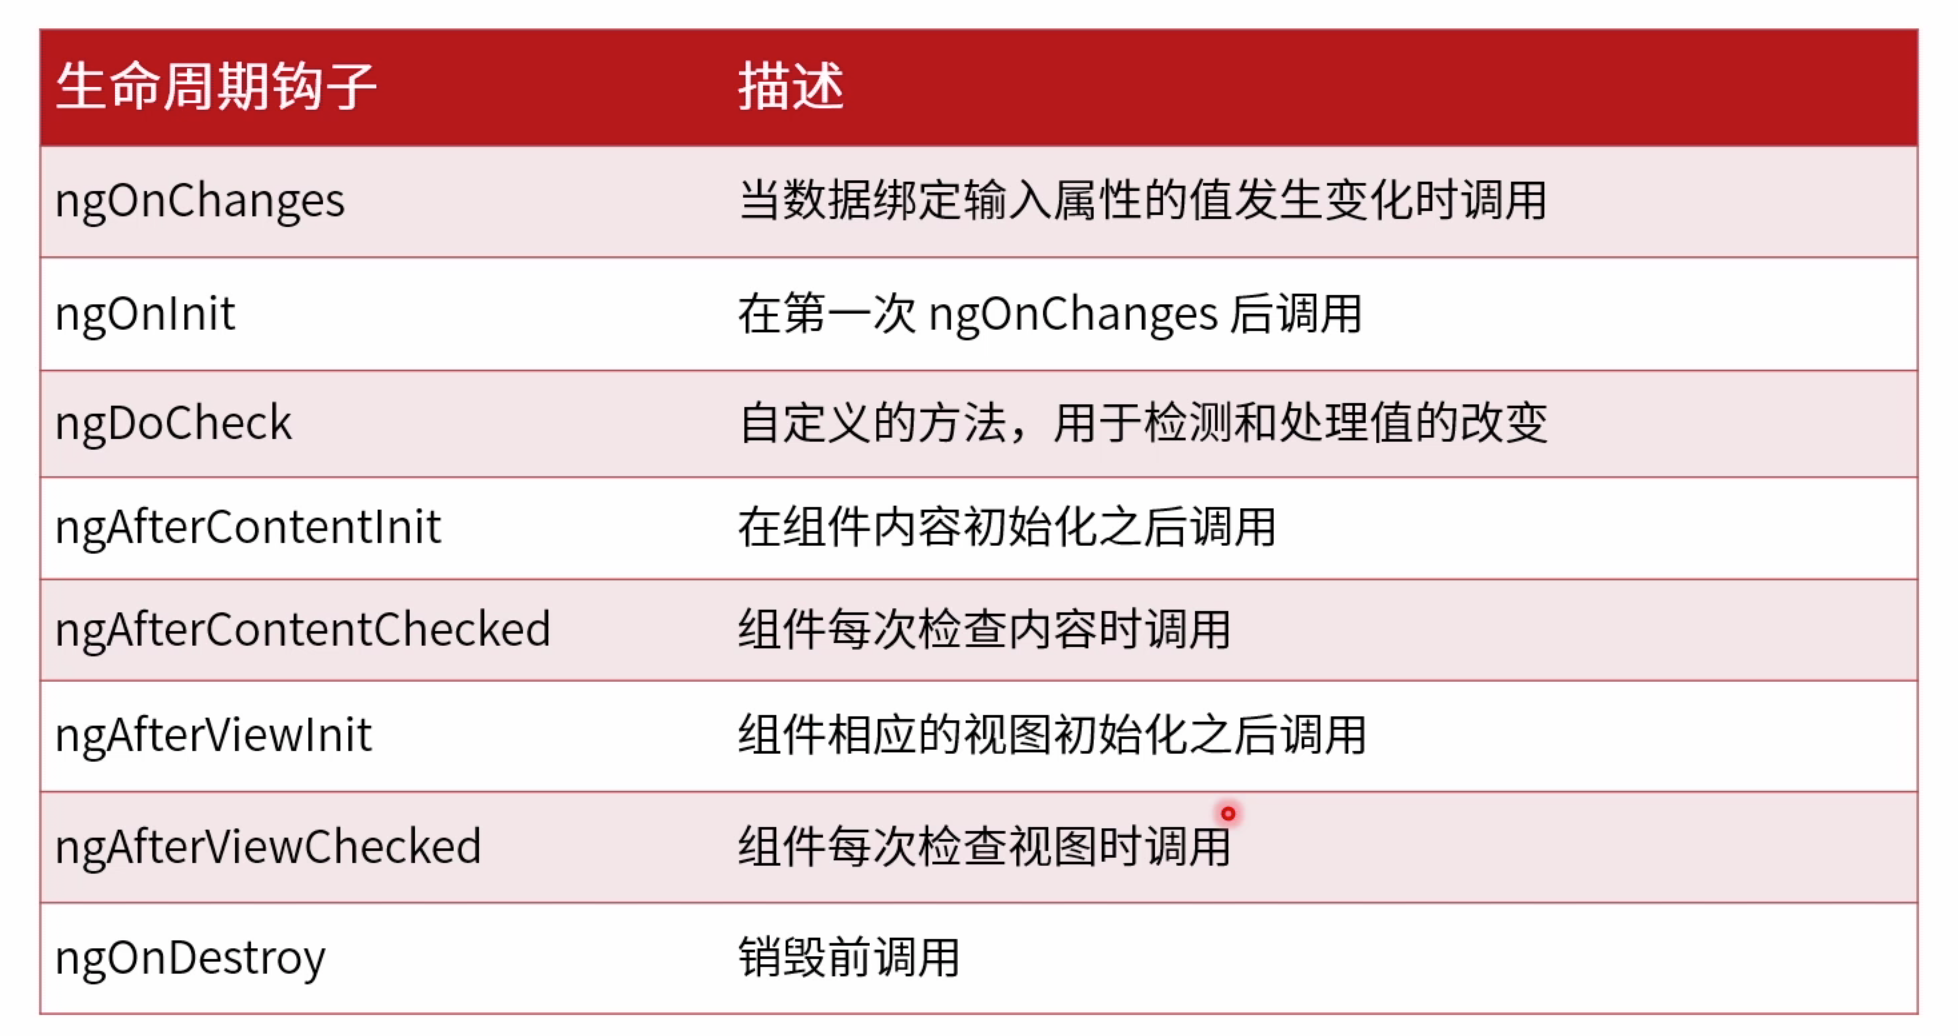 生命周期钩子 描述
ngOnChanges 当数据绑定输入属性的值发生变化时调用
ngOnInit 在第一次 ngOnChanges 后调用
ngDoCheck 自定义的方法，用于检测和处理值的改变
ngAfterContentInit 在组件内容初始化之后调用
ngAfterContentChecked 组件每次检查内容时调用
ngAfterViewInit 组件相应的视图初始化之后调用
ngAfterViewChecked 组件每次检查视图时调用
ngOnDestroy 销毁前调用